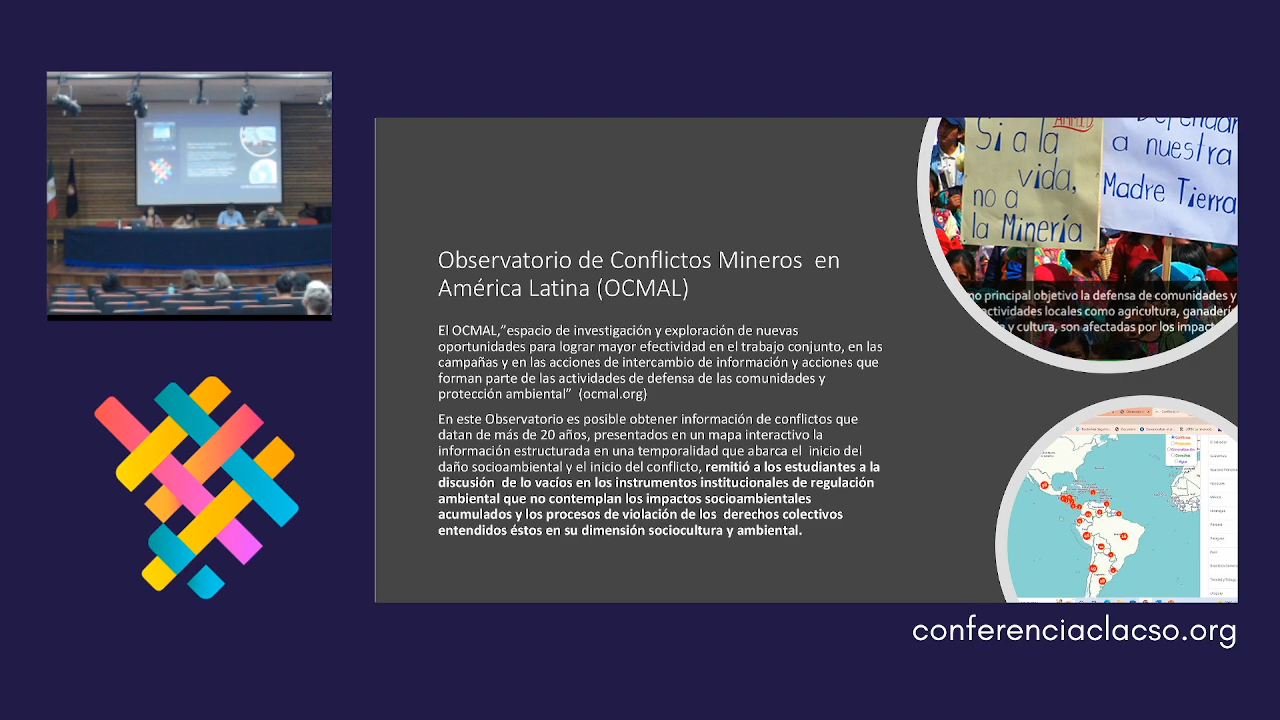 Observatorio de Conflictos Mineros en
América Latina (OCMAL)
El OCMAL,"espacio de investigación y exploración de nuevas
oportunidades para lograr mayor efectividad en el trabajo conjunto, en las
campañas y en las acciones de intercambio de información y acciones que
forman parte de las actividades de defensa de las comunidades y
protección ambiental" (ocmal.org)
En este Observatorio es posible obtener información de conflictos que
datan de más de 20 años, presentados en un mapa interactivo la
información estructurada en una temporalidad que abarca el inicio del
daño socioambiental y el inicio del conflicto, remitió a los estudiantes a la
discusión de lo vacíos en los instrumentos institucionales de regulación
ambiental que no contemplan los impactos socioambientales
acumulados y los procesos de violación de los derechos colectivos
entendidos éstos en su dimensión sociocultura y ambiental.
Si a la
vida,
no a
la Minería
Defendar
a nuestra
Madre Tierra
no principal objetivo la defensa de comunidades y
actividades locales como agricultura, ganaderí
y cultura, son afectadas por los impact
conferenciaclacso.org